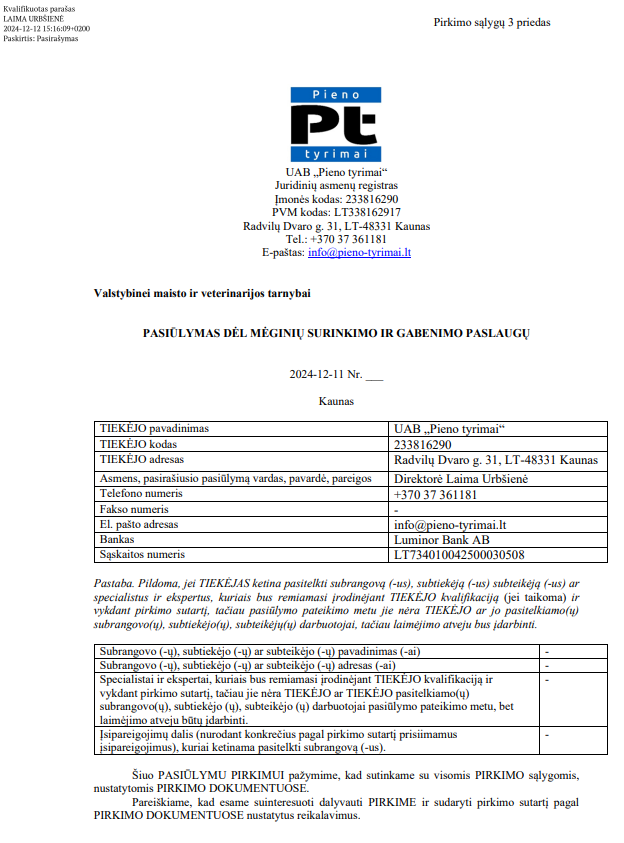 Kvalifikuotas parašas
LAIMA URBŠIENĖ
2024-12-12 15:16:09+0200
Paskirtis: Pasirašymas
Pirkimo sąlygų 3 priedas
Pieno
Pt
tyrimai
UAB „Pieno tyrimai“
Juridinių asmenų registras
Įmonės kodas: 233816290
PVM kodas: LT338162917
Radvilų Dvaro g. 31, LT-48331 Kaunas
Tel.: +370 37 361181
E-paštas: info@pieno-tyrimai.lt
Valstybinei maisto ir veterinarijos tarnybai
PASIŪLYMAS DĖL MĖGINIŲ SURINKIMO IR GABENIMO PASLAUGŲ
2024-12-11 Nr. ___
Kaunas
TIEKĖJO pavadinimas UAB „Pieno tyrimai“
TIEKĖJO kodas 233816290
TIEKĖJO adresas Radvilų Dvaro g. 31, LT-48331 Kaunas
Asmens, pasirašiusio pasiūlymą vardas, pavardė, pareigos Direktorė Laima Urbšienė
Telefono numeris +370 37 361181
Fakso numeris -
El. pašto adresas info@pieno-tyrimai.lt
Bankas Luminor Bank AB
Sąskaitos numeris LT734010042500030508
Pastaba. Pildoma, jei TIEKĖJAS ketina pasitelkti subrangovą (-us), subtiekėją (-us) subteikėją (-us) ar
specialistus ir ekspertus, kuriais bus remiamasi įrodinėjant TIEKĖJO kvalifikaciją (jei taikoma) ir
vykdant pirkimo sutartį, tačiau pasiūlymo pateikimo metu jie nėra TIEKĖJO ar jo pasitelkiamo(ų)
subrangovo(ų), subtiekėjo(ų), subteikėjų(ų) darbuotojai, tačiau laimėjimo atveju bus įdarbinti.
Subrangovo (-ų), subtiekėjo (-ų) ar subteikėjo (-ų) pavadinimas (-ai) -
Subrangovo (-ų), subtiekėjo (-ų) ar subteikėjo (-ų) adresas (-ai) -
Specialistai ir ekspertai, kuriais bus remiamasi įrodinėjant TIEKĖJO kvalifikaciją ir -
vykdant pirkimo sutartį, tačiau jie nėra TIEKĖJO ar TIEKĖJO pasitelkiamo(ų)
subrangovo(ų), subtiekėjo (ų), subteikėjo (ų) darbuotojai pasiūlymo pateikimo metu, bet
laimėjimo atveju būtų įdarbinti.
Įsipareigojimų dalis (nurodant konkrečius pagal pirkimo sutartį prisiimamus -
įsipareigojimus), kuriai ketinama pasitelkti subrangovą (-us).
Šiuo PASIŪLYMU PIRKIMUI pažymime, kad sutinkame su visomis PIRKIMO sąlygomis,
nustatytomis PIRKIMO DOKUMENTUOSE.
Pareiškiame, kad esame suinteresuoti dalyvauti PIRKIME ir sudaryti pirkimo sutartį pagal
PIRKIMO DOKUMENTUOSE nustatytus reikalavimus.